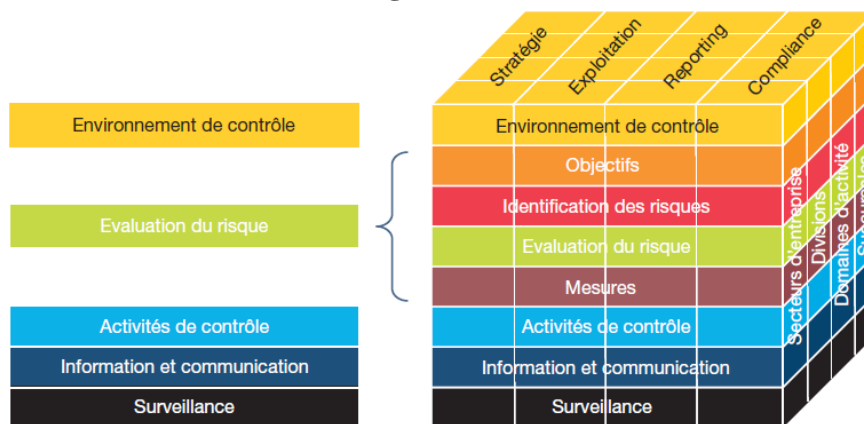 Stratégie
Exploitation
Reporting
Compliance
Environnement de contrôle
Evaluation du risque
Activités de contrôle
Information et communication
Surveillance
Environnement de contrôle
Objectifs
Identification des risques
Evaluation du risque
Mesures
Activités de contrôle
Information et communication
Surveillance
Secteurs d'entreprise
Divisions
Domaines d'activité